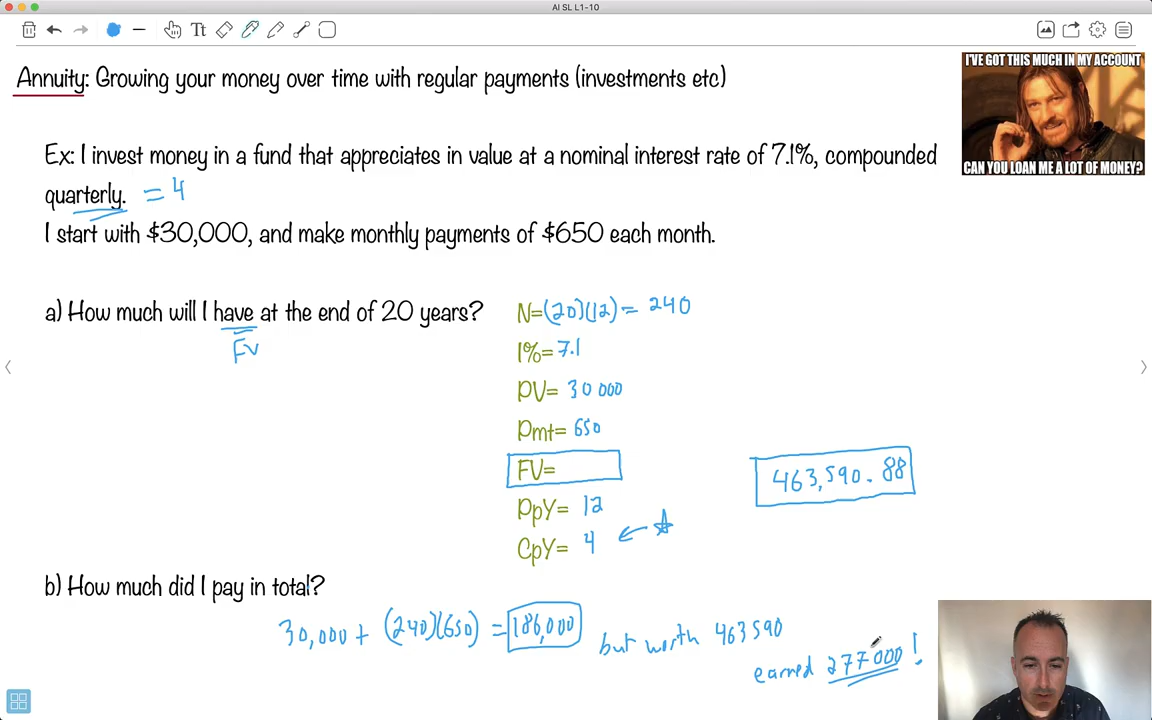 AI SL L1-10
Tt
Annuity: Growing your money over time with regular payments (investments etc)
I'VE GOT THIS MUCH IN MY ACCOUNT
CAN YOU LOAN ME A LOT OF MONEY?
Ex: I invest money in a fund that appreciates in value at a nominal interest rate of 7.1%, compounded
quarterly. = 4
I start with $30,000, and make monthly payments of $650 each month.
a) How much will I have at the end of 20 years?
FV
N=(20)(12)= 240
I%= 7.1
PV= 30 000
Pmt= 650
FV=
463,590.88
PpY= 12
CpY= 4 ← ☆
b) How much did I pay in total?
30,000 + (240)(650) = 186,000 but worth 463590
earned 277000!